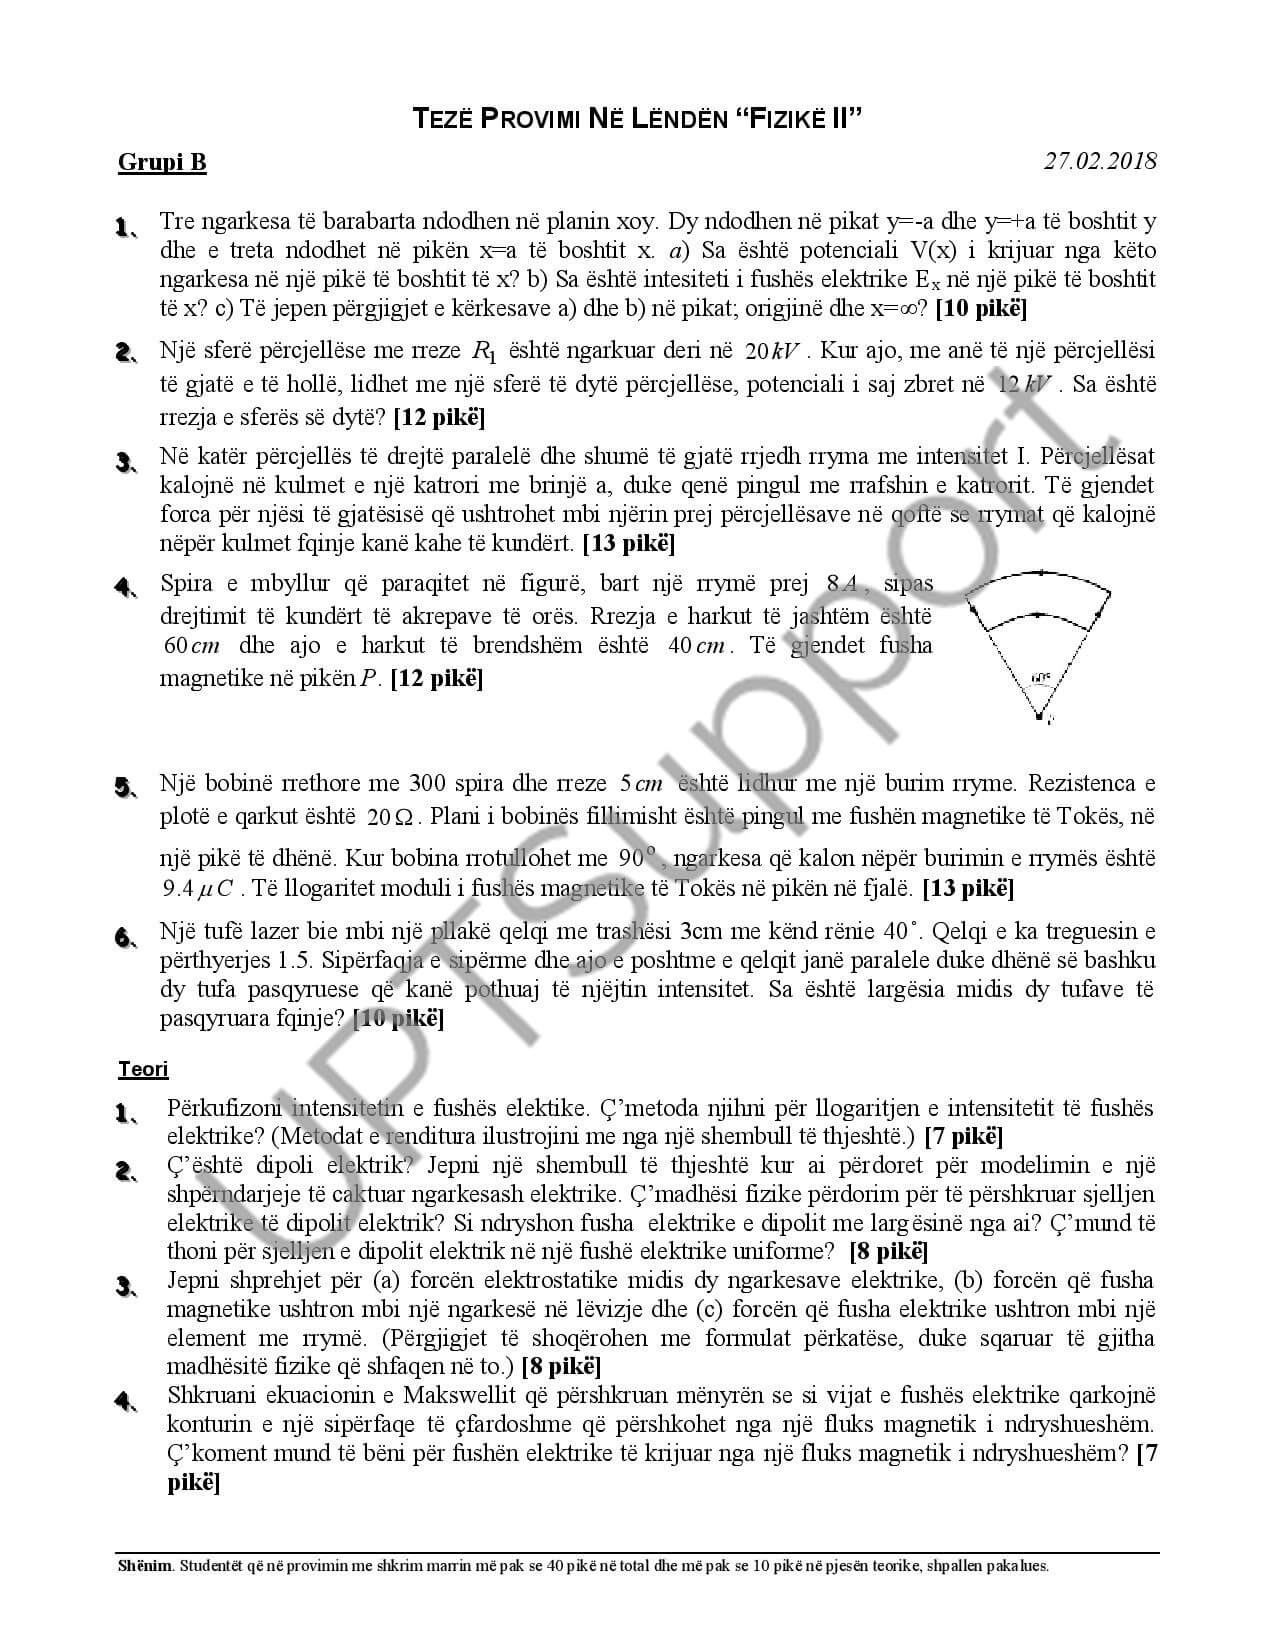 TEZË PROVIMI NË LËNDËN “FIZIKË II”
Grupi B 27.02.2018
1. Tre ngarkesa të barabarta ndodhen në planin xoy. Dy ndodhen në pikat y=-a dhe y=+a të boshtit y
dhe e treta ndodhet në pikën x=a të boshtit x. a) Sa është potenciali V(x) i krijuar nga këto
ngarkesa në një pikë të boshtit të x? b) Sa është intesiteti i fushës elektrike Ex në një pikë të boshtit
të x? c) Të jepen përgjigjet e kërkesave a) dhe b) në pikat; origjinë dhe x=∞? [10 pikë]
2. Një sferë përcjellëse me rreze R1 është ngarkuar deri në 20kV . Kur ajo, me anë të një përcjellësi
të gjatë e të hollë, lidhet me një sferë të dytë përcjellëse, potenciali i saj zbret në 12kV . Sa është
rrezja e sferës së dytë? [12 pikë]
3. Në katër përcjellës të drejtë paralelë dhe shumë të gjatë rrjedh rryma me intensitet I. Përcjellësat
kalojnë në kulmet e një katrori me brinjë a, duke qenë pingul me rrafshin e katrorit. Të gjendet
forca për njësi të gjatësisë që ushtrohet mbi njërin prej përcjellësave në qoftë se rrymat që kalojnë
nëpër kulmet fqinje kanë kahe të kundërt. [13 pikë]
4. Spira e mbyllur që paraqitet në figurë, bart një rrymë prej 8A, sipas
drejtimit të kundërt të akrepave të orës. Rrezja e harkut të jashtëm është
60cm dhe ajo e harkut të brendshëm është 40cm. Të gjendet fusha
magnetike në pikën P. [12 pikë]
60°
P
5. Një bobinë rrethore me 300 spira dhe rreze 5cm është lidhur me një burim rryme. Rezistenca e
plotë e qarkut është 20Ω. Plani i bobinës fillimisht është pingul me fushën magnetike të Tokës, në
një pikë të dhënë. Kur bobina rrotullohet me 90°, ngarkesa që kalon nëpër burimin e rrymës është
9.4μC . Të llogaritet moduli i fushës magnetike të Tokës në pikën në fjalë. [13 pikë]
6. Një tufë lazer bie mbi një pllakë qelqi me trashësi 3cm me kënd rënie 40˚. Qelqi e ka treguesin e
përthyerjes 1.5. Sipërfaqja e sipërme dhe ajo e poshtme e qelqit janë paralele duke dhënë së bashku
dy tufa pasqyruese që kanë pothuaj të njëjtin intensitet. Sa është largësia midis dy tufave të
pasqyruara fqinje? [10 pikë]
Teori
1. Përkufizoni intensitetin e fushës elektike. Ç’metoda njihni për llogaritjen e intensitetit të fushës
elektrike? (Metodat e renditura ilustrojini me nga një shembull të thjeshtë.) [7 pikë]
2. Ç’është dipoli elektrik? Jepni një shembull të thjeshtë kur ai përdoret për modelimin e një
shpërndarjeje të caktuar ngarkesash elektrike. Ç’madhësi fizike përdorim për të përshkruar sjelljen
elektrike të dipolit elektrik? Si ndryshon fusha elektrike e dipolit me largësinë nga ai? Ç’mund të
thoni për sjelljen e dipolit elektrik në një fushë elektrike uniforme? [8 pikë]
3. Jepni shprehjet për (a) forcën elektrostatike midis dy ngarkesave elektrike, (b) forcën që fusha
magnetike ushtron mbi një ngarkesë në lëvizje dhe (c) forcën që fusha elektrike ushtron mbi një
element me rrymë. (Përgjigjet të shoqërohen me formulat përkatëse, duke sqaruar të gjitha
madhësitë fizike që shfaqen në to.) [8 pikë]
4. Shkruani ekuacionin e Makswellit që përshkruan mënyrën se si vijat e fushës elektrike qarkojnë
konturin e një sipërfaqe të çfardoshme që përshkohet nga një fluks magnetik i ndryshueshëm.
Ç’koment mund të bëni për fushën elektrike të krijuar nga një fluks magnetik i ndryshueshëm? [7
pikë]
Shënim. Studentët që në provimin me shkrim marrin më pak se 40 pikë në total dhe më pak se 10 pikë në pjesën teorike, shpallen pakalues.
UPTSupport